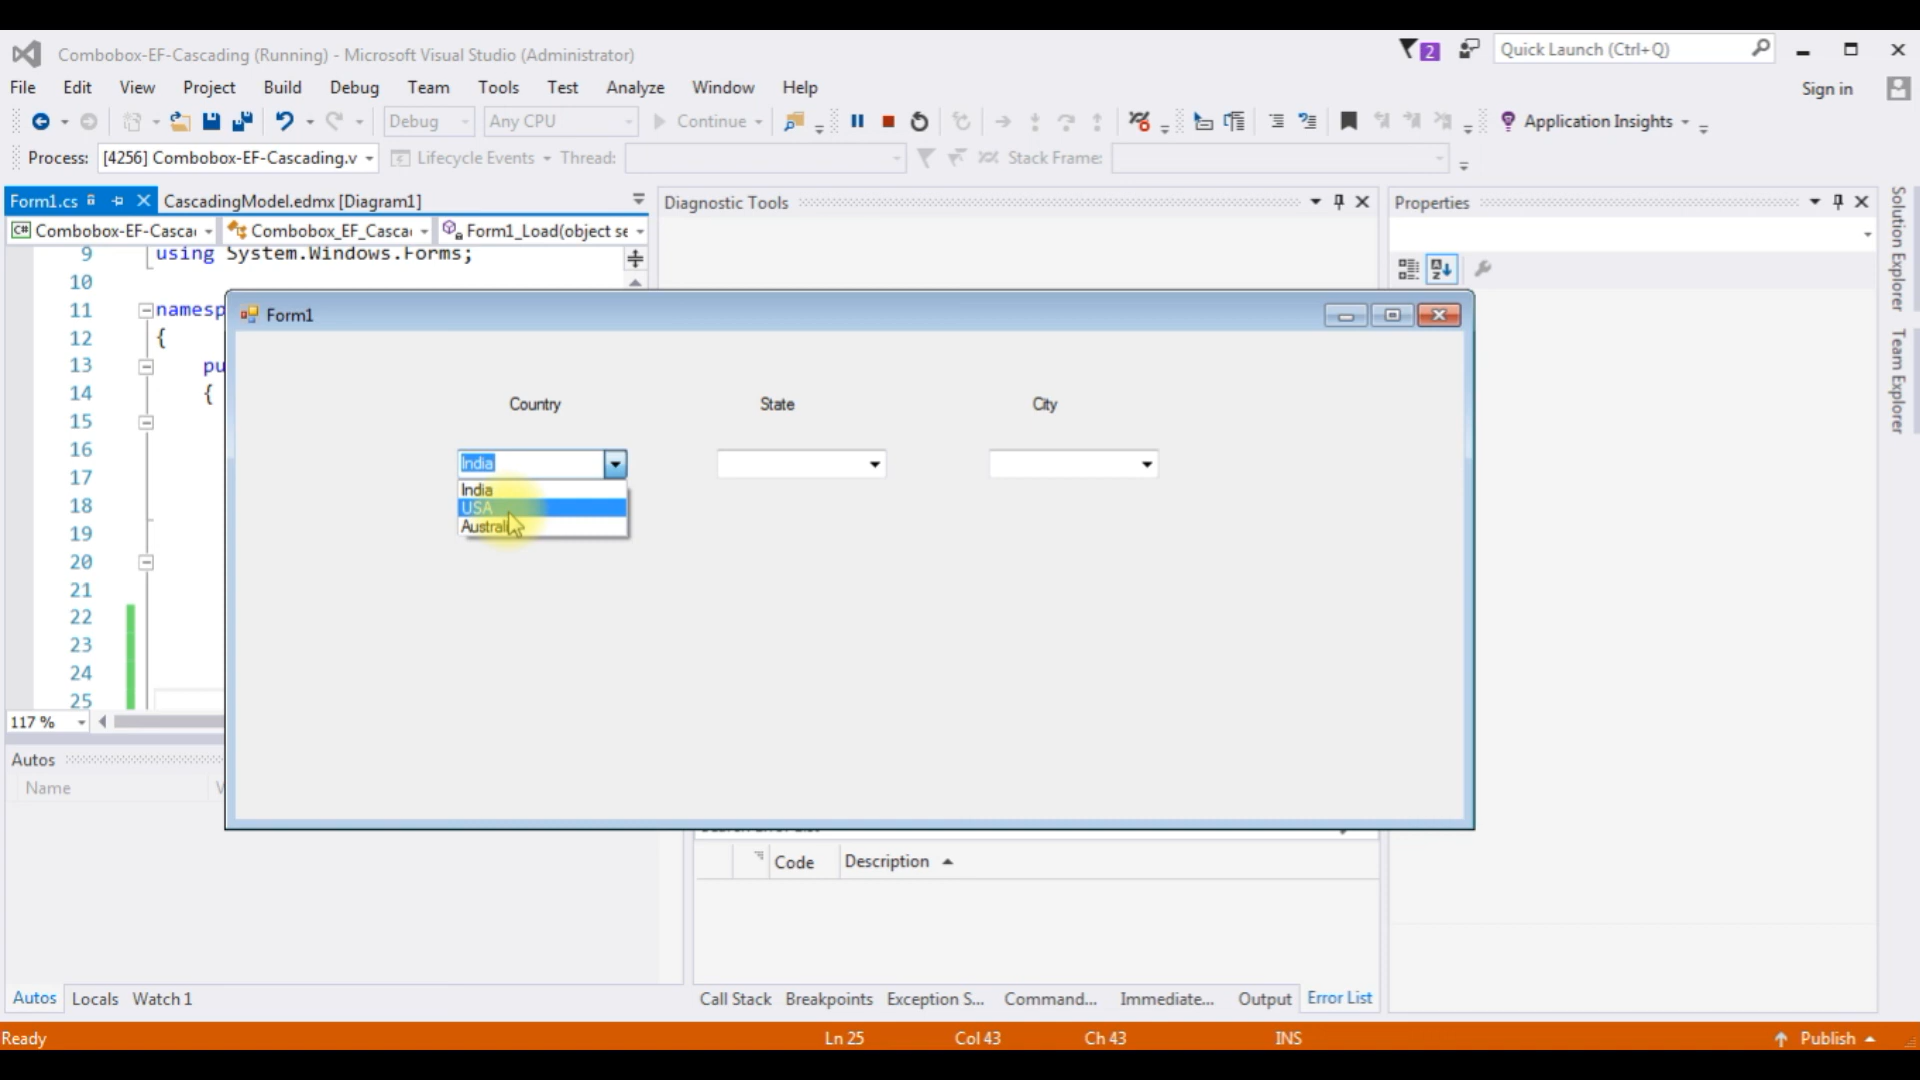 Combobox-EF-Cascading (Running) - Microsoft Visual Studio (Administrator)
2
Quick Launch (Ctrl+Q)
File Edit View Project Build Debug Team Tools Test Analyze Window Help
Sign in
Debug Any CPU Continue Application Insights
Process: [4256] Combobox-EF-Cascading.v Lifecycle Events Thread: Stack Frame:
Form1.cs CascadingModel.edmx [Diagram1]
Diagnostic Tools
Properties
Solution Explorer
Team Explorer
C# Combobox-EF-Casca Combobox_EF_Casca Form1_Load(object se
9 using System.Windows.Forms;
10
11 namesp
12 {
13 pu
14 {
15
16
17
18
19
20
21
22
23
24
25
Form1
Country State City
India
India
USA
Australi
117 %
Autos
Name
Code Description
Autos Locals Watch 1
Call Stack Breakpoints Exception S... Command... Immediate... Output Error List
Ready Ln 25 Col 43 Ch 43 INS Publish